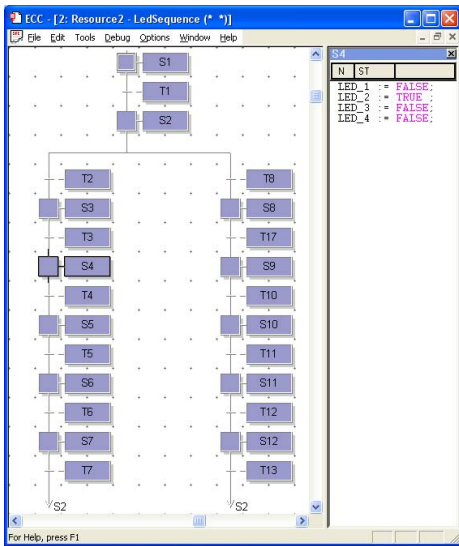 ECC - [2: Resource2 - LedSequence (* *)]
File Edit Tools Debug Options Window Help
S1
T1
S2
T2 T8
S3 S8
T3 T17
S4 S9
T4 T10
S5 S10
T5 T11
S6 S11
T6 T12
S7 S12
T7 T13
S2 S2
S4
N ST
LED_1 := FALSE;
LED_2 := TRUE ;
LED_3 := FALSE;
LED_4 := FALSE;
For Help, press F1